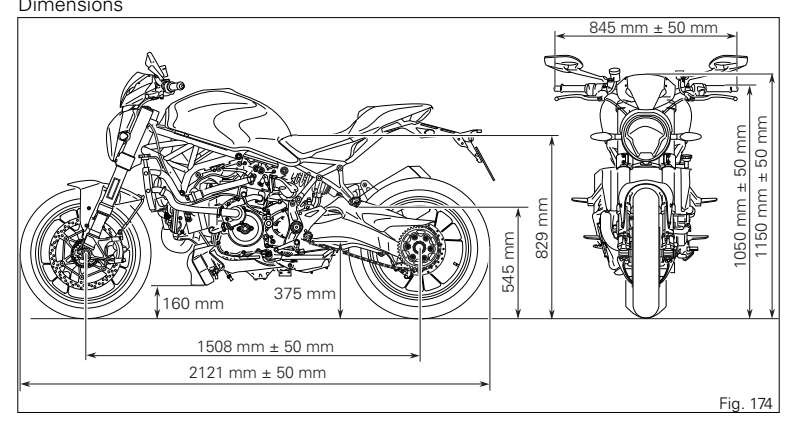 Dimensions
845 mm ± 50 mm
1050 mm ± 50 mm
1150 mm ± 50 mm
829 mm
545 mm
375 mm
160 mm
1508 mm ± 50 mm
2121 mm ± 50 mm
Fig. 174